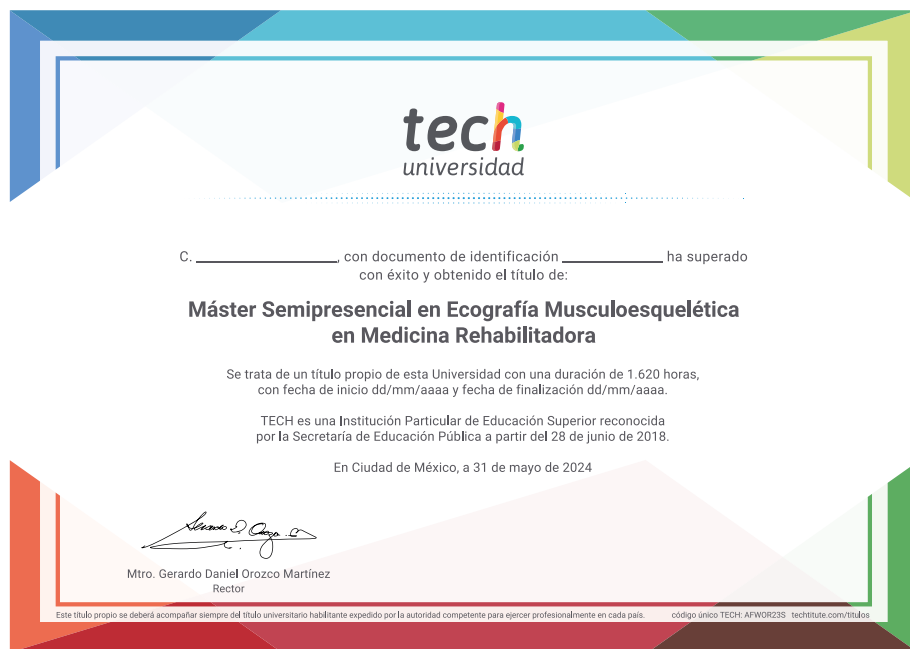 tech
universidad
C. ____________________, con documento de identificación ______________ ha superado
con éxito y obtenido el título de:
Máster Semipresencial en Ecografía Musculoesquelética
en Medicina Rehabilitadora
Se trata de un título propio de esta Universidad con una duración de 1.620 horas,
con fecha de inicio dd/mm/aaaa y fecha de finalización dd/mm/aaaa.
TECH es una Institución Particular de Educación Superior reconocida
por la Secretaría de Educación Pública a partir del 28 de junio de 2018.
En Ciudad de México, a 31 de mayo de 2024
Mtro. Gerardo Daniel Orozco Martínez
Rector
Este título propio se deberá acompañar siempre del título universitario habilitante expedido por la autoridad competente para ejercer profesionalmente en cada país. código único TECH: AFWOR23S techtitute.com/titulos